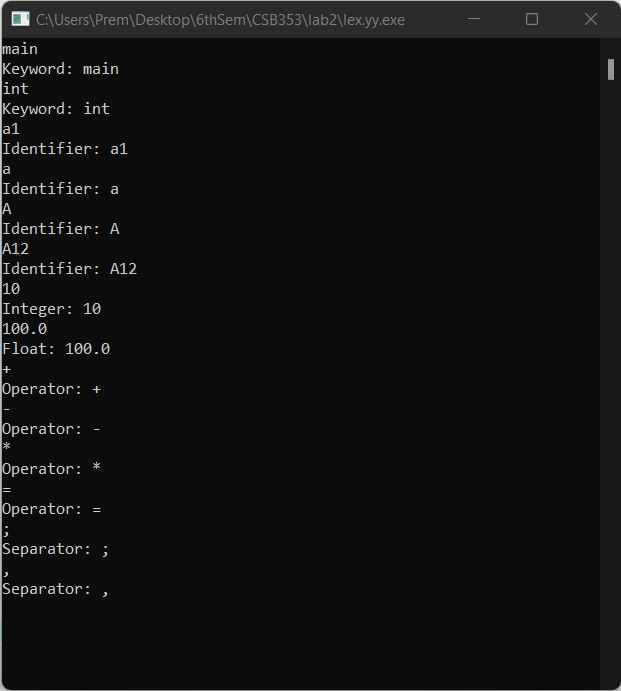 C:\Users\Prem\Desktop\6thSem\CSB353\lab2\lex.yy.exe
main
Keyword: main
int
Keyword: int
a1
Identifier: a1
a
Identifier: a
A
Identifier: A
A12
Identifier: A12
10
Integer: 10
100.0
Float: 100.0
+
Operator: +
-
Operator: -
*
Operator: *
=
Operator: =
;
Separator: ;
,
Separator: ,